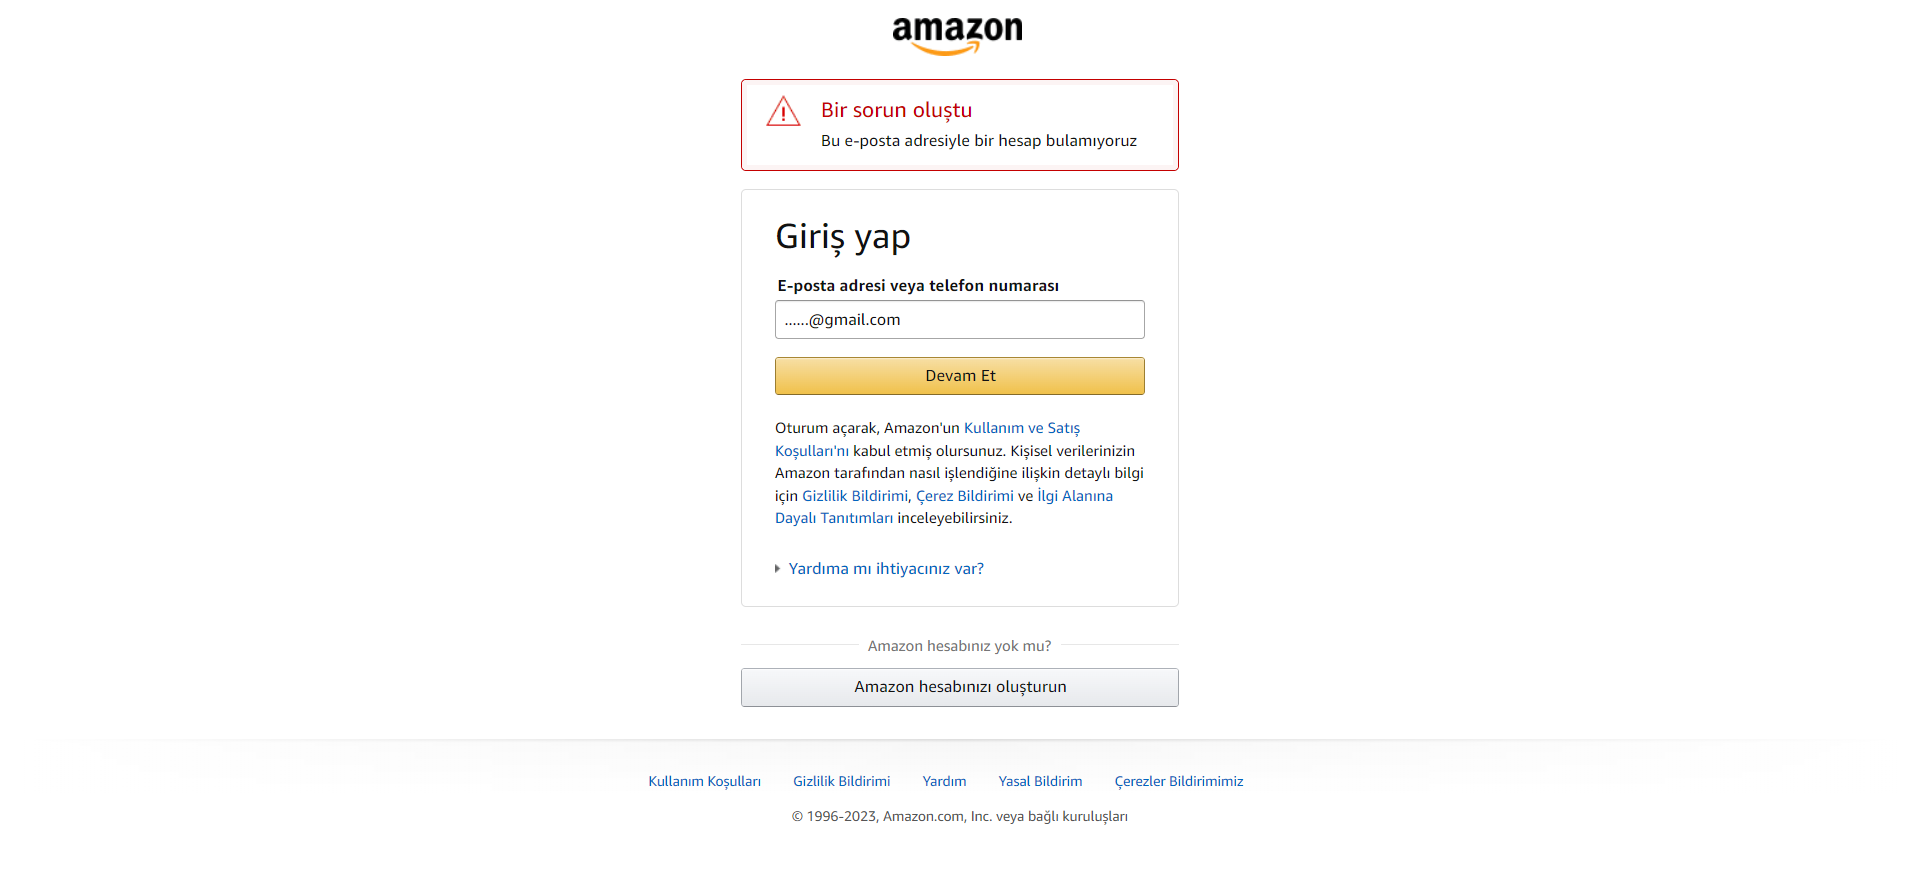 amazon
Bir sorun oluştu
Bu e-posta adresiyle bir hesap bulamıyoruz
Giriş yap
E-posta adresi veya telefon numarası
......@gmail.com
Devam Et
Oturum açarak, Amazon'un Kullanım ve Satış
Koşulları'nı kabul etmiş olursunuz. Kişisel verilerinizin
Amazon tarafından nasıl işlendiğine ilişkin detaylı bilgi
için Gizlilik Bildirimi, Çerez Bildirimi ve İlgi Alanına
Dayalı Tanıtımları inceleyebilirsiniz.
Yardıma mı ihtiyacınız var?
Amazon hesabınız yok mu?
Amazon hesabınızı oluşturun
Kullanım Koşulları Gizlilik Bildirimi Yardım Yasal Bildirim Çerezler Bildirimimiz
© 1996-2023, Amazon.com, Inc. veya bağlı kuruluşları